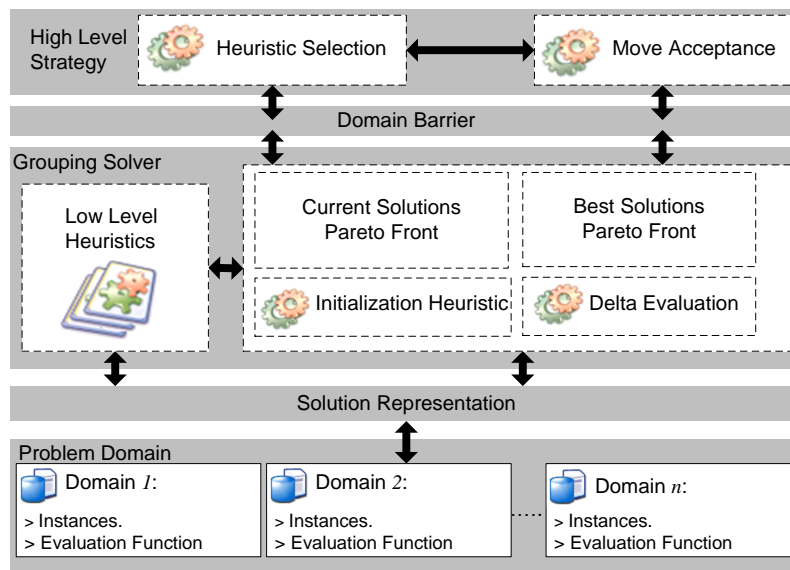 High Level
Strategy
Heuristic Selection
Move Acceptance
Domain Barrier
Grouping Solver
Low Level
Heuristics
Current Solutions
Pareto Front
Best Solutions
Pareto Front
Initialization Heuristic
Delta Evaluation
Solution Representation
Problem Domain
Domain 1:
> Instances.
> Evaluation Function
Domain 2:
> Instances.
> Evaluation Function
.....
Domain n:
> Instances.
> Evaluation Function